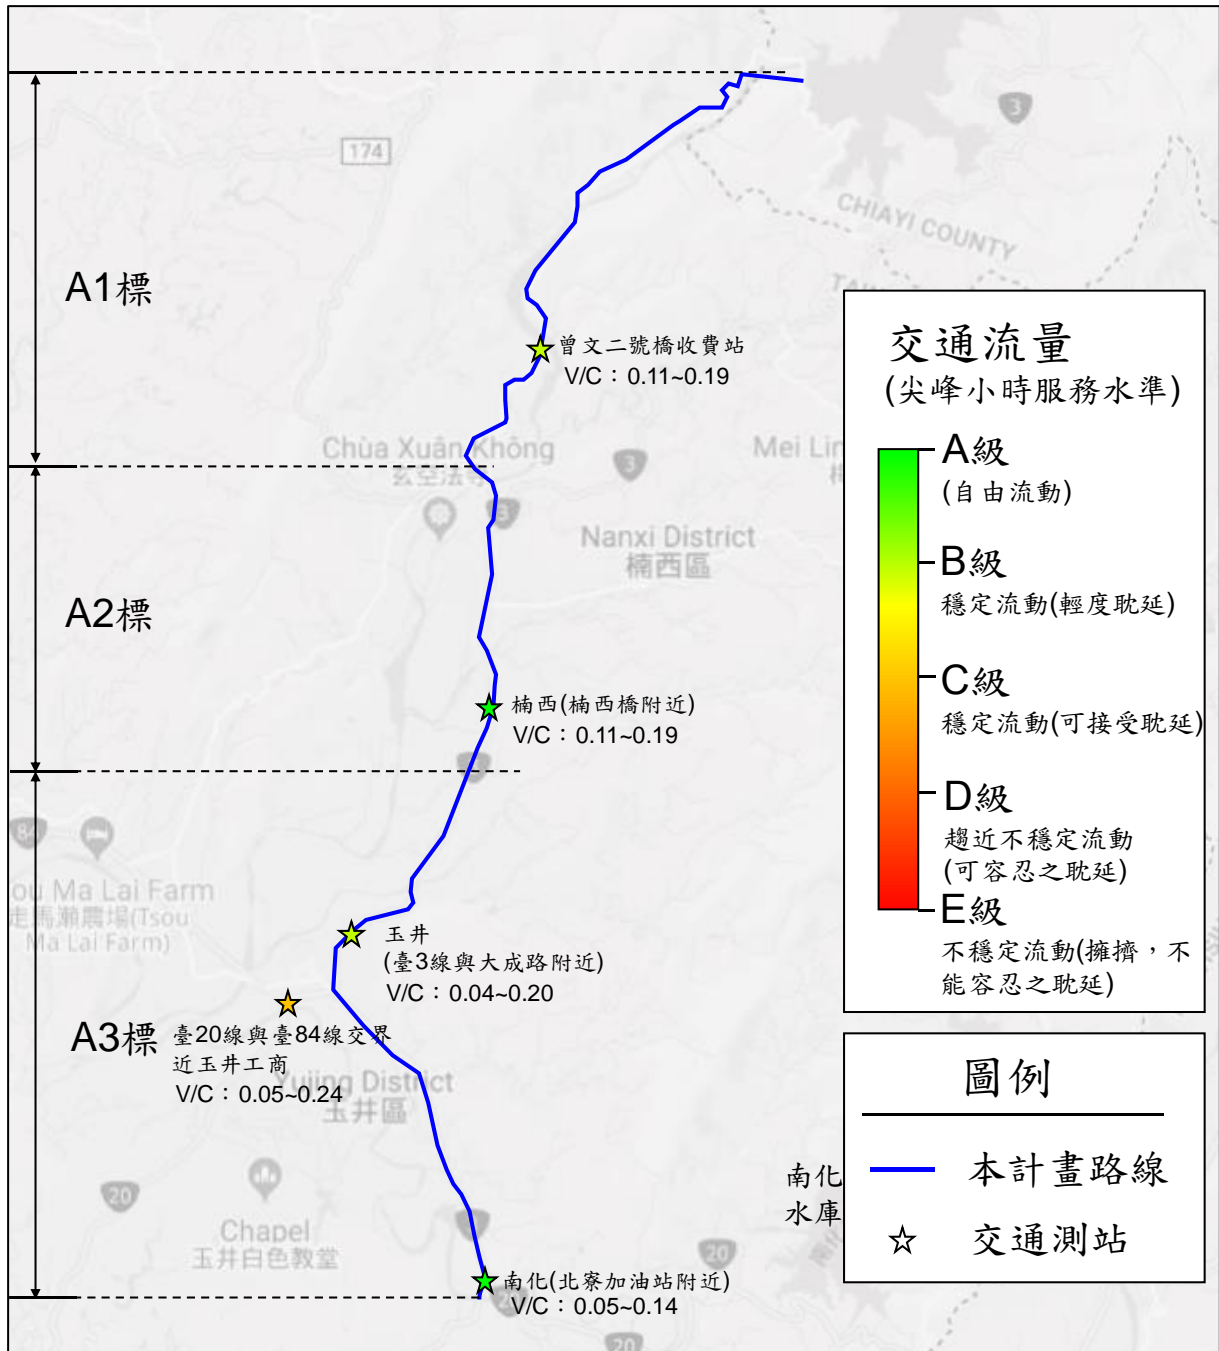 3
174
CHIAYI COUNTY
A1標
曾文二號橋收費站
V/C：0.11~0.19
交通流量
(尖峰小時服務水準)
A級
(自由流動)
B級
穩定流動(輕度耽延)
C級
穩定流動(可接受耽延)
D級
趨近不穩定流動
(可容忍之耽延)
E級
不穩定流動(擁擠，不
能容忍之耽延)
Chùa Xuân Không
玄空法寺
3
Mei Lin
3
Nanxi District
楠西區
A2標
楠西(楠西橋附近)
V/C：0.11~0.19
84
ou Ma Lai Farm
走馬瀨農場(Tsou
Ma Lai Farm)
玉井
(臺3線與大成路附近)
V/C：0.04~0.20
A3標
臺20線與臺84線交界
近玉井工商
V/C：0.05~0.24
Yujing District
玉井區
圖例
本計畫路線
交通測站
南化
水庫
20
Chapel
玉井白色教堂
20
南化(北寮加油站附近)
V/C：0.05~0.14
20
20